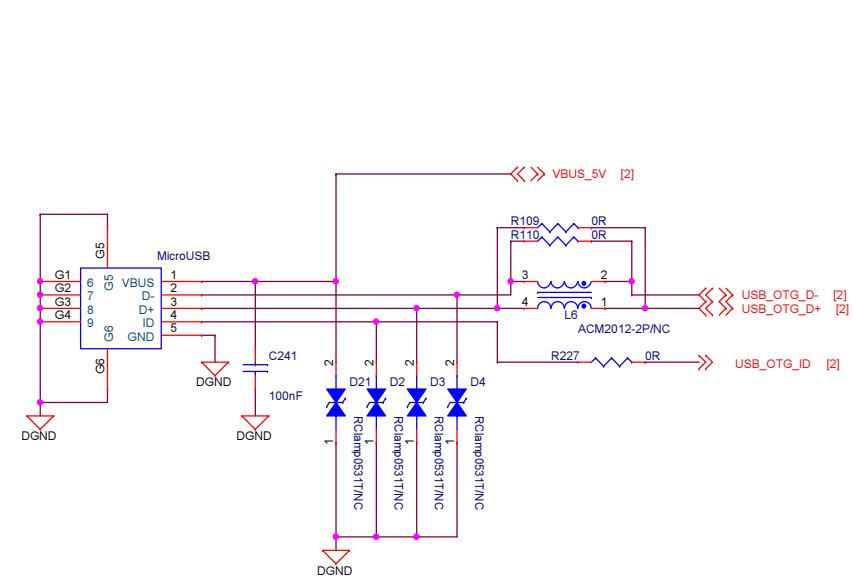 VBUS_5V [2]
R109 0R
R110 0R
G5
MicroUSB
3 2
G1 6 G5 VBUS 1
G2 7 D- 2
G3 8 D+ 3
G4 9 ID 4
G6 GND 5
4 1
L6
ACM2012-2P/NC
USB_OTG_D- [2]
USB_OTG_D+ [2]
G6
DGND
C241
100nF
R227 0R
USB_OTG_ID [2]
2 2 2 2
D21 D2 D3 D4
1 1 1 1
RClamp0531T/NC
RClamp0531T/NC
RClamp0531T/NC
RClamp0531T/NC
DGND
DGND
DGND